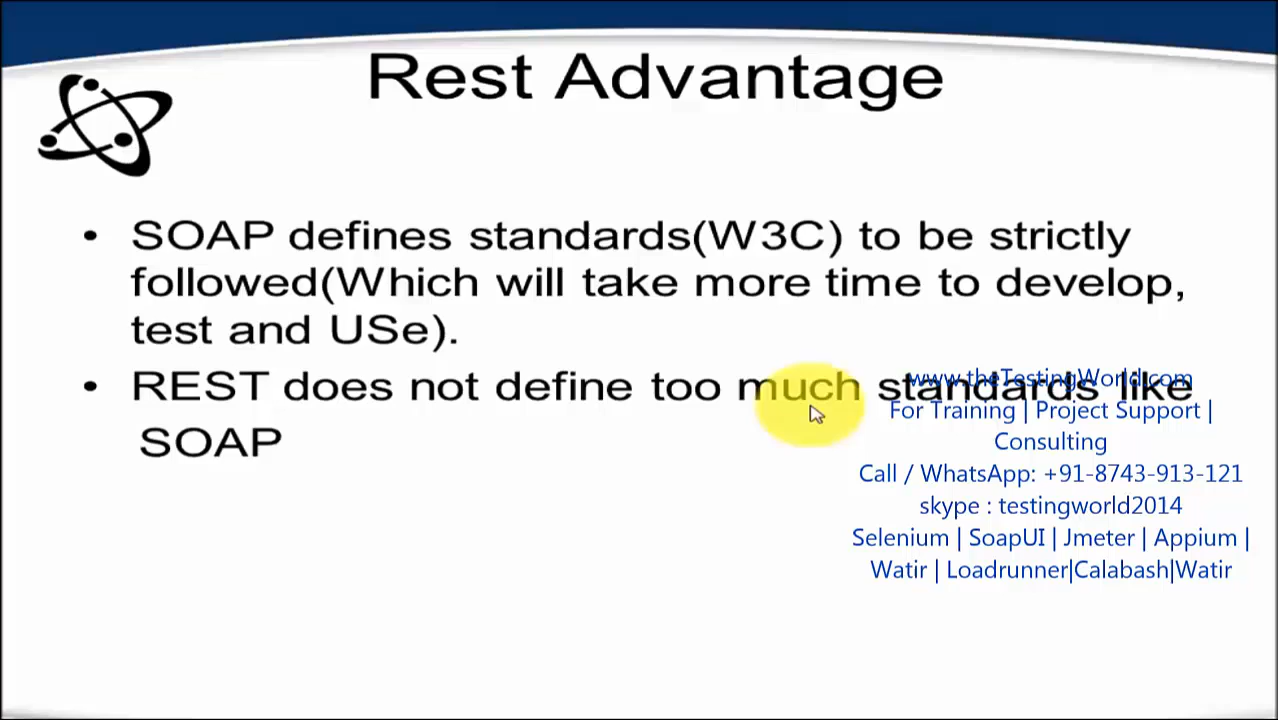 Rest Advantage
• SOAP defines standards(W3C) to be strictly
followed(Which will take more time to develop,
test and USe).
• REST does not define too much standards like
SOAP
www.theTestingWorld.com
For Training | Project Support |
Consulting
Call / WhatsApp: +91-8743-913-121
skype : testingworld2014
Selenium | SoapUI | Jmeter | Appium |
Watir | Loadrunner|Calabash|Watir